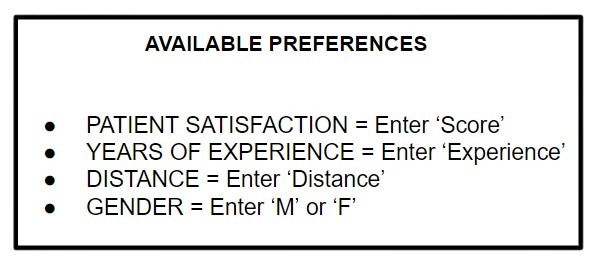 AVAILABLE PREFERENCES
● PATIENT SATISFACTION = Enter ‘Score’
● YEARS OF EXPERIENCE = Enter ‘Experience’
● DISTANCE = Enter ‘Distance’
● GENDER = Enter ‘M’ or ‘F’